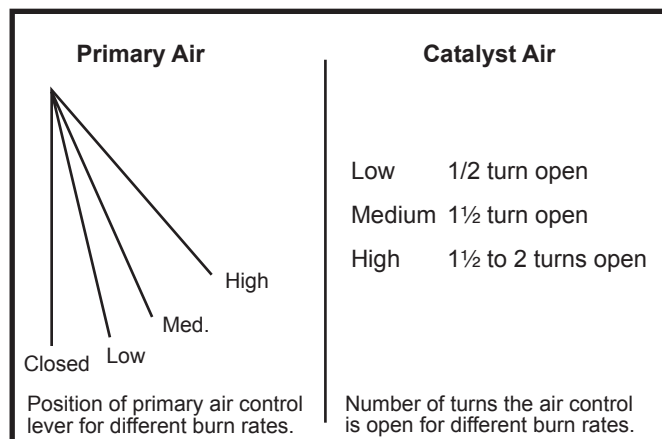 Primary Air
High
Med.
Low
Closed
Position of primary air control
lever for different burn rates.
Catalyst Air
Low 1/2 turn open
Medium 1½ turn open
High 1½ to 2 turns open
Number of turns the air control
is open for different burn rates.